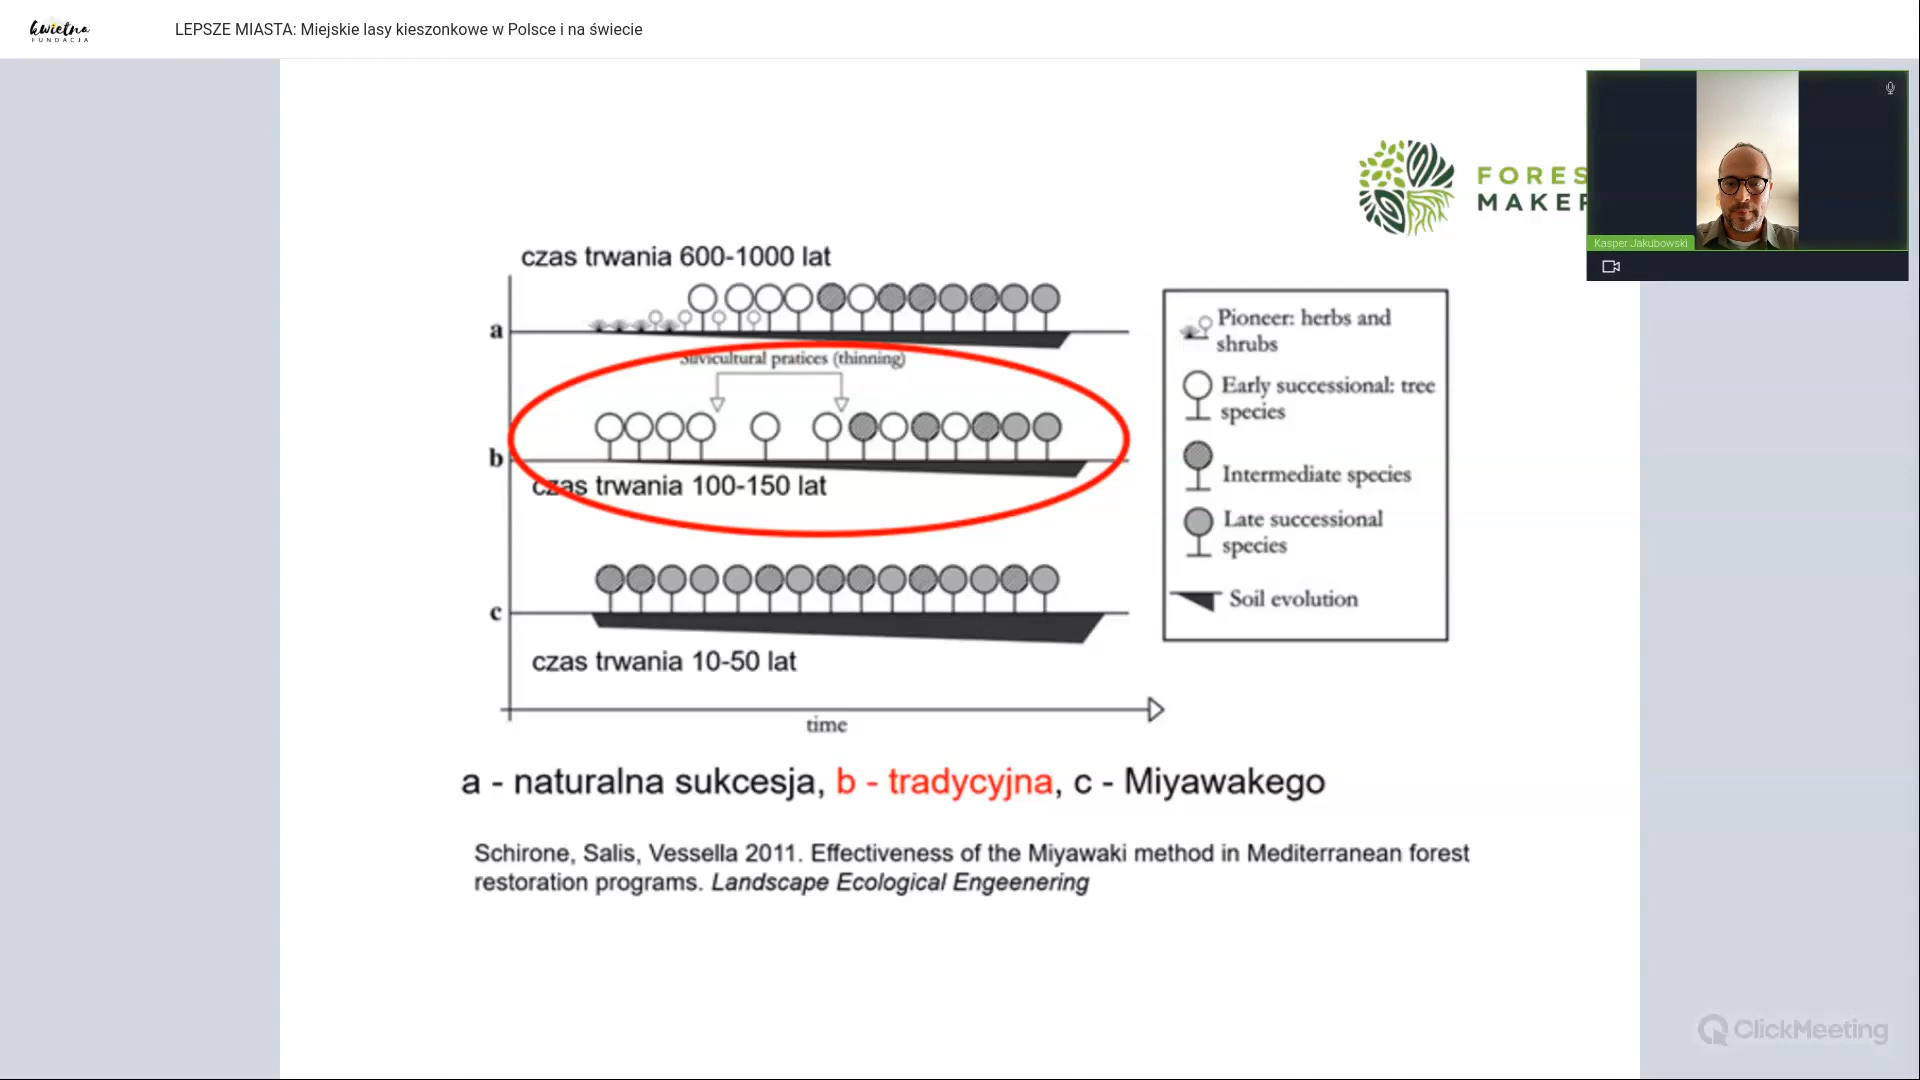 kwietna
FUNDACJA
LEPSZE MIASTA: Miejskie lasy kieszonkowe w Polsce i na świecie
FORES
MAKER
Kasper Jakubowski
czas trwania 600-1000 lat
a
Silvicultural pratices (thinning)
b
czas trwania 100-150 lat
c
czas trwania 10-50 lat
time
Pioneer: herbs and
shrubs
Early successional: tree
species
Intermediate species
Late successional
species
Soil evolution
a - naturalna sukcesja, b - tradycyjna, c - Miyawakego
Schirone, Salis, Vessella 2011. Effectiveness of the Miyawaki method in Mediterranean forest
restoration programs. Landscape Ecological Engeenering
ClickMeeting